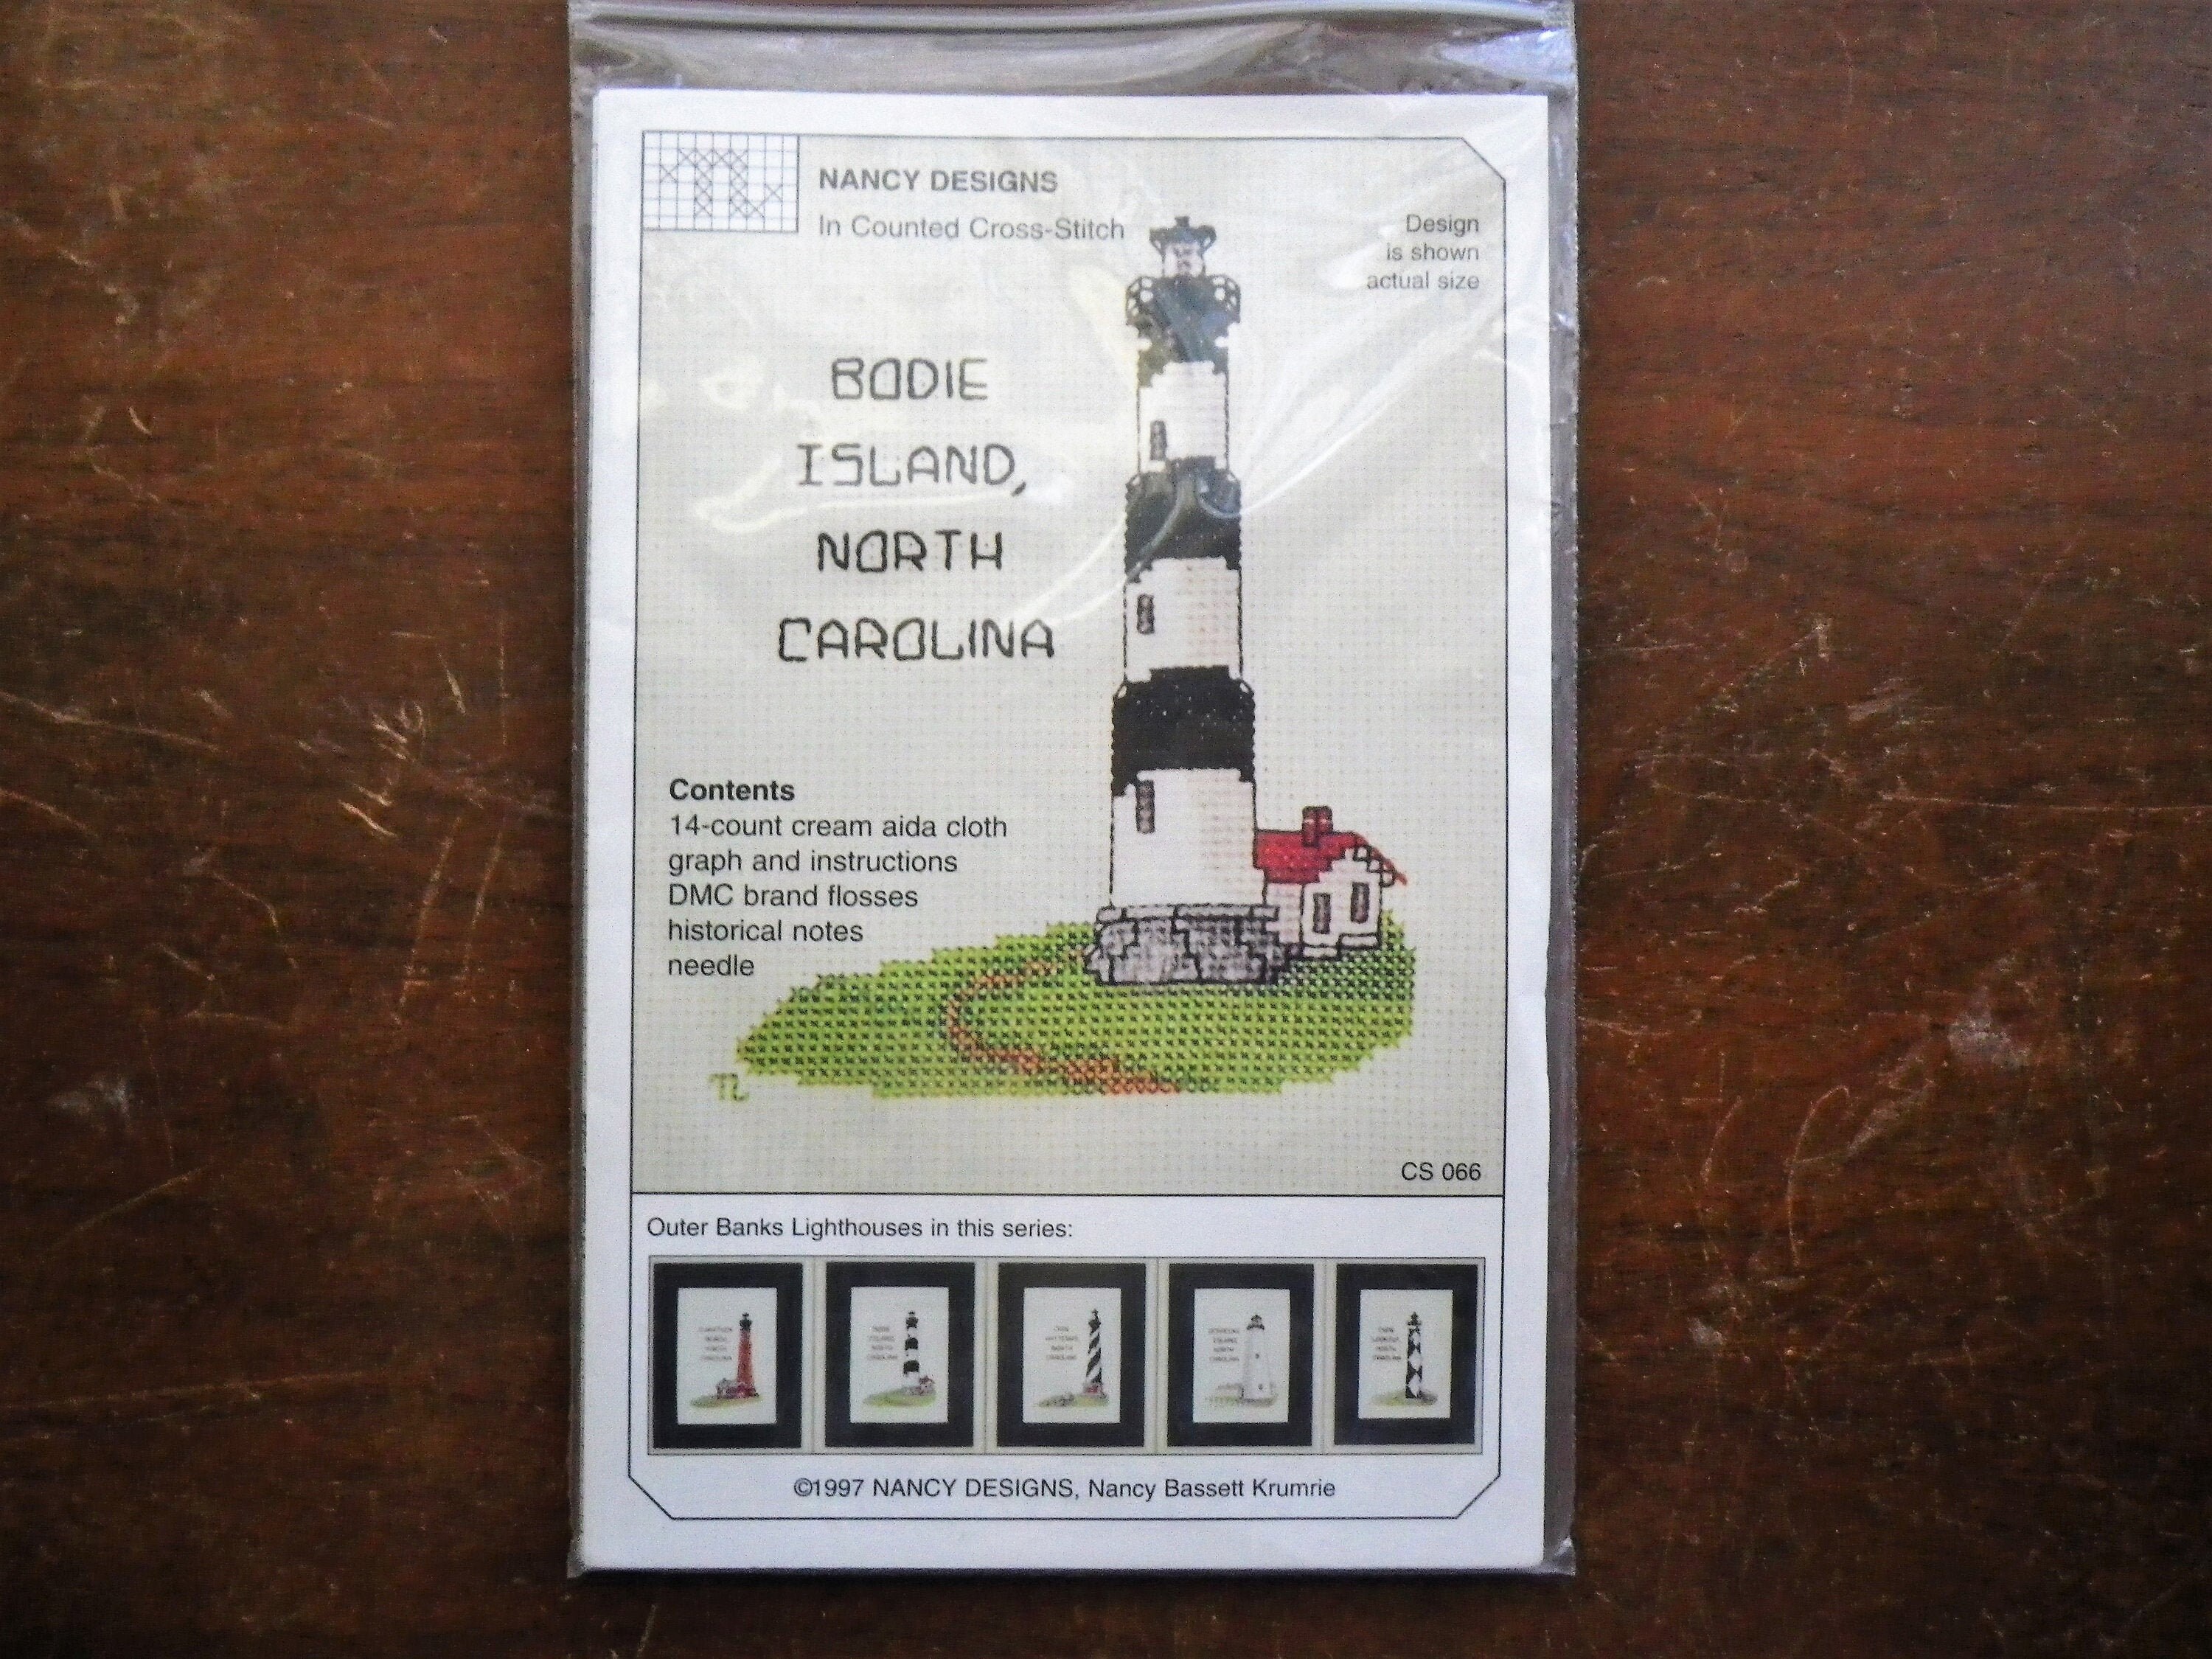 NANCY DESIGNS
In Counted Cross-Stitch
Design
is shown
actual size
BODIE
ISLAND,
NORTH
CAROLINA
Contents
14-count cream aida cloth
graph and instructions
DMC brand flosses
historical notes
needle
CS 066
Outer Banks Lighthouses in this series:
©1997 NANCY DESIGNS, Nancy Bassett Krumrie